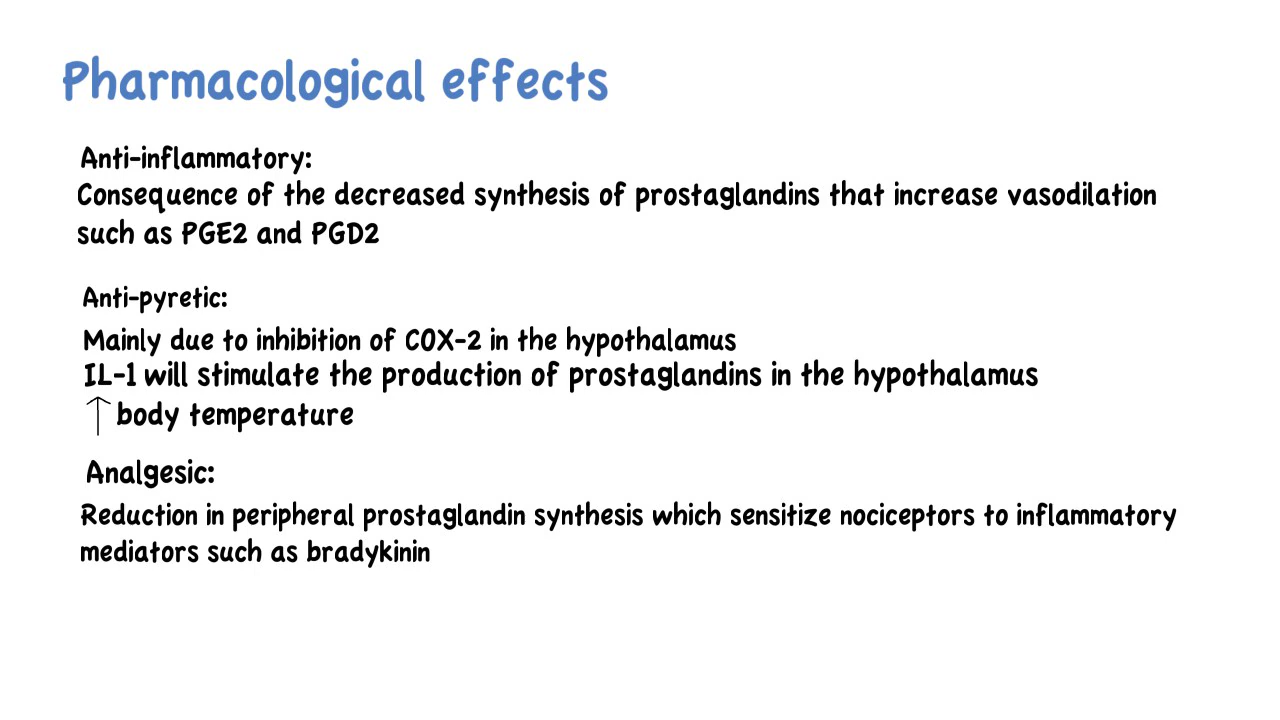 Pharmacological effects
Anti-inflammatory:
Consequence of the decreased synthesis of prostaglandins that increase vasodilation
such as PGE2 and PGD2
Anti-pyretic:
Mainly due to inhibition of COX-2 in the hypothalamus
IL-1 will stimulate the production of prostaglandins in the hypothalamus
↑ body temperature
Analgesic:
Reduction in peripheral prostaglandin synthesis which sensitize nociceptors to inflammatory
mediators such as bradykinin